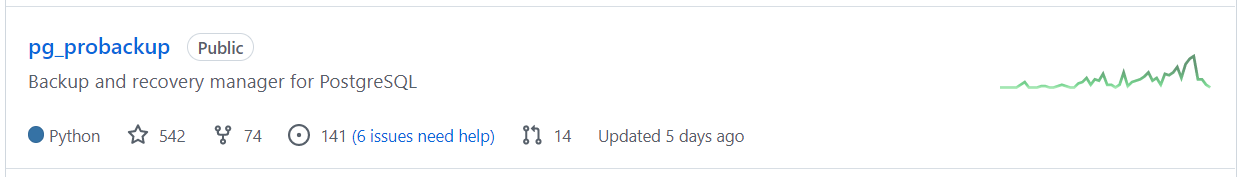 pg_probackup Public
Backup and recovery manager for PostgreSQL
Python 542 74 141 (6 issues need help) 14 Updated 5 days ago